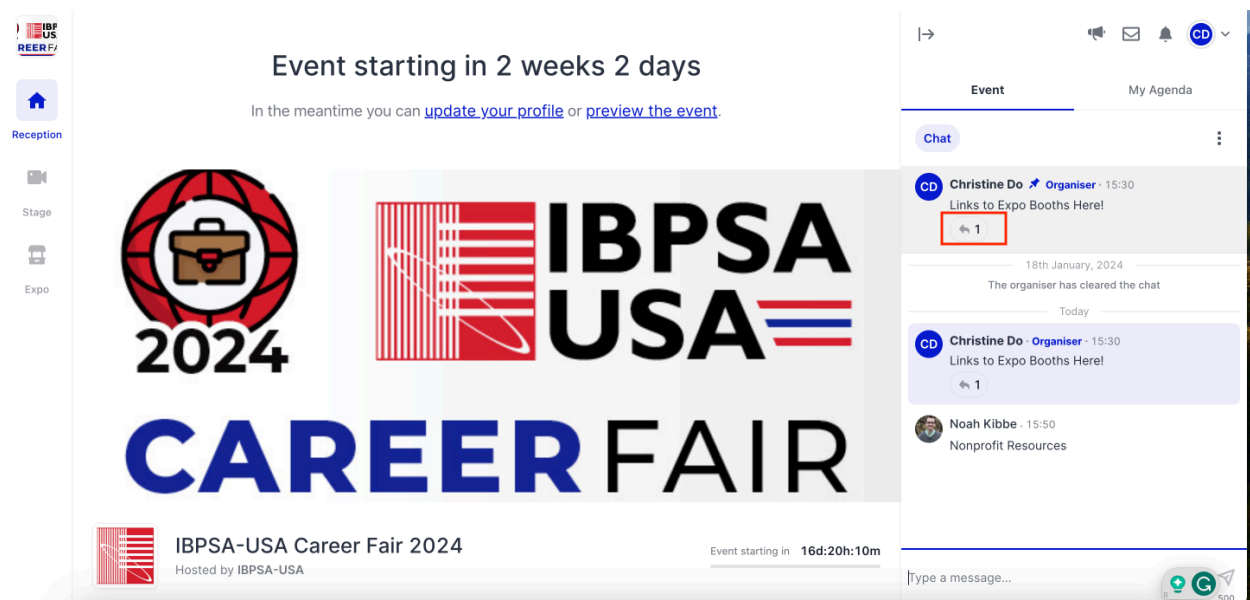 IBP
US
REERF
Reception
Stage
Expo
Event starting in 2 weeks 2 days
In the meantime you can update your profile or preview the event.
2024
IBPSA
USA
CAREER FAIR
IBPSA-USA Career Fair 2024
Hosted by IBPSA-USA
Event starting in 16d:20h:10m
CD
Event
My Agenda
Chat
CD
Christine Do Organiser · 15:30
Links to Expo Booths Here!
1
18th January, 2024
The organiser has cleared the chat
Today
CD
Christine Do · Organiser · 15:30
Links to Expo Booths Here!
1
Noah Kibbe · 15:50
Nonprofit Resources
Type a message...
G
500